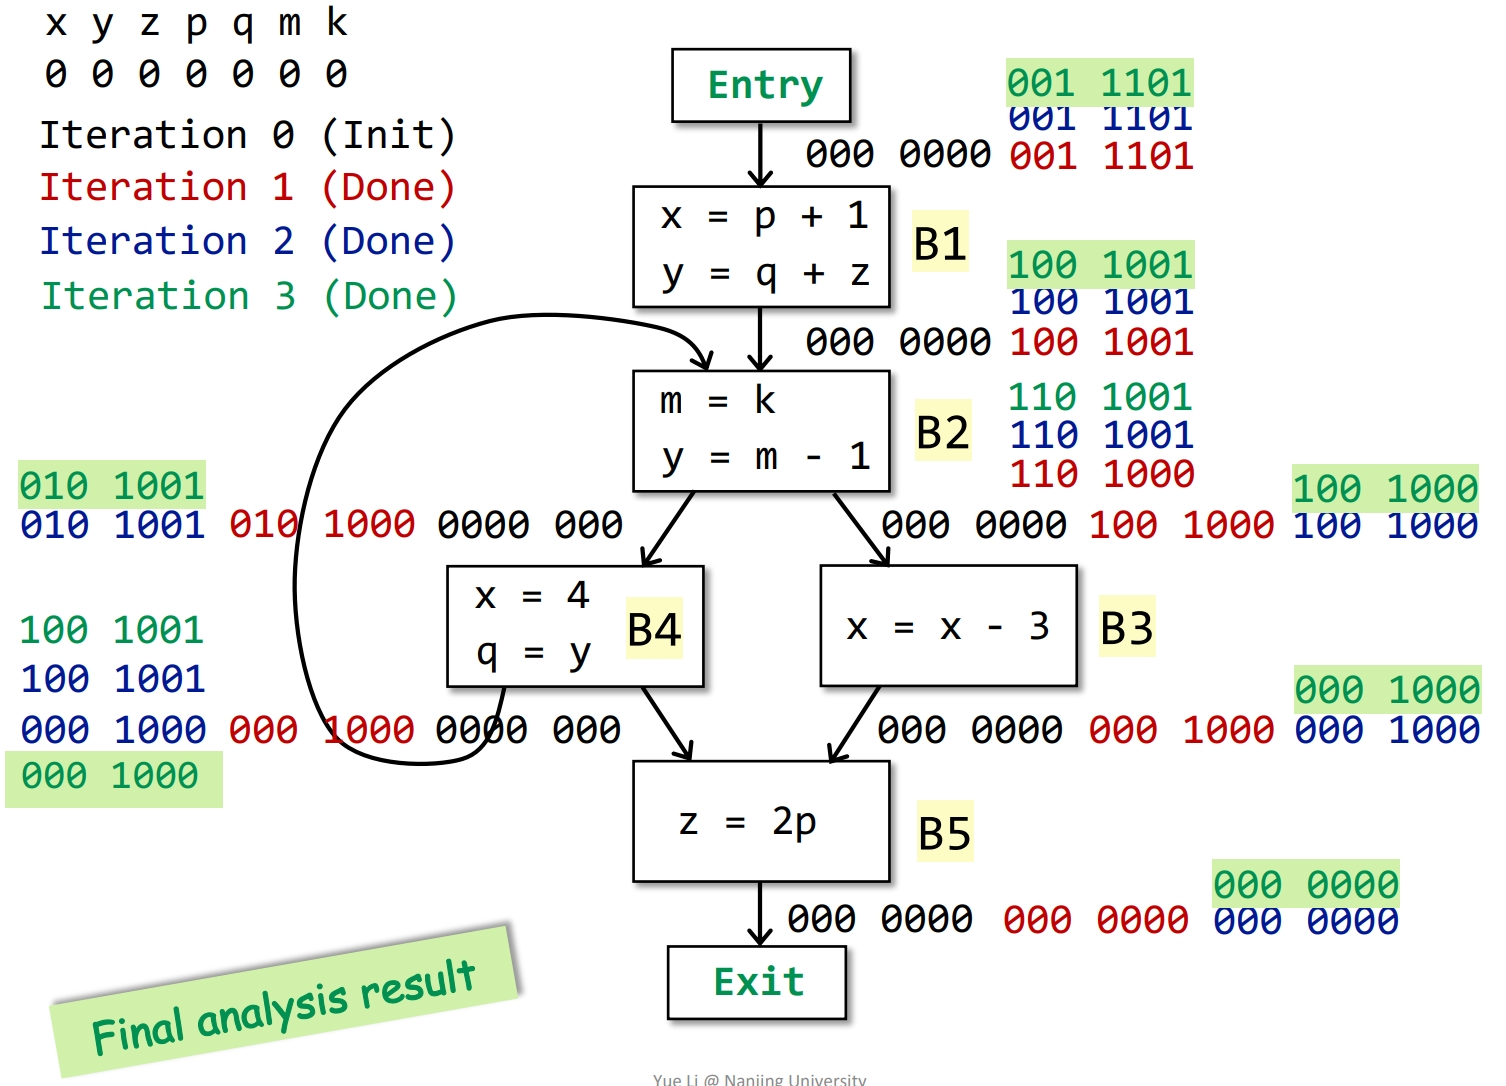 x y z p q m k
0 0 0 0 0 0 0
Iteration 0 (Init)
Iteration 1 (Done)
Iteration 2 (Done)
Iteration 3 (Done)
Entry
001 1101
001 1101
000 0000 001 1101
x = p + 1
y = q + z
B1
100 1001
100 1001
000 0000 100 1001
m = k
y = m - 1
B2
110 1001
110 1001
110 1000
010 1001
010 1001 010 1000 0000 000
100 1000
000 0000 100 1000 100 1000
x = 4
q = y
B4
x = x - 3
B3
100 1001
100 1001
000 1000 000 1000 0000 000
000 1000
000 1000
000 0000 000 1000 000 1000
z = 2p
B5
000 0000
000 0000 000 0000 000 0000
Exit
Final analysis result
Yue Li @ Nanjing University